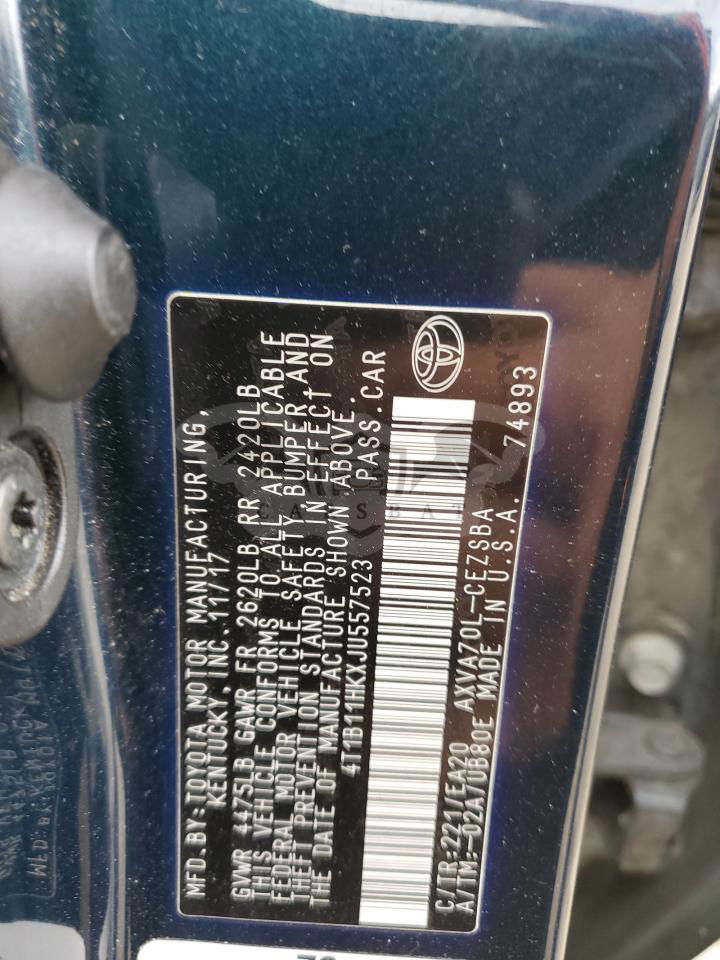 MFD. BY: TOYOTA MOTOR MANUFACTURING,
KENTUCKY, INC. 11/17
GVWR 4475LB GAWR FR 2620LB RR 2420LB
THIS VEHICLE CONFORMS TO ALL APPLICABLE
FEDERAL MOTOR VEHICLE SAFETY BUMPER AND
THEFT PREVENTION STANDARDS IN EFFECT ON
THE DATE OF MANUFACTURE SHOWN ABOVE.
4T1B11HKXJU557523 PASS. CAR
C/TR:221/EA20 AXVA70L-CEZSBA
A/TM:-02A/UB80E MADE IN U.S.A. 74893